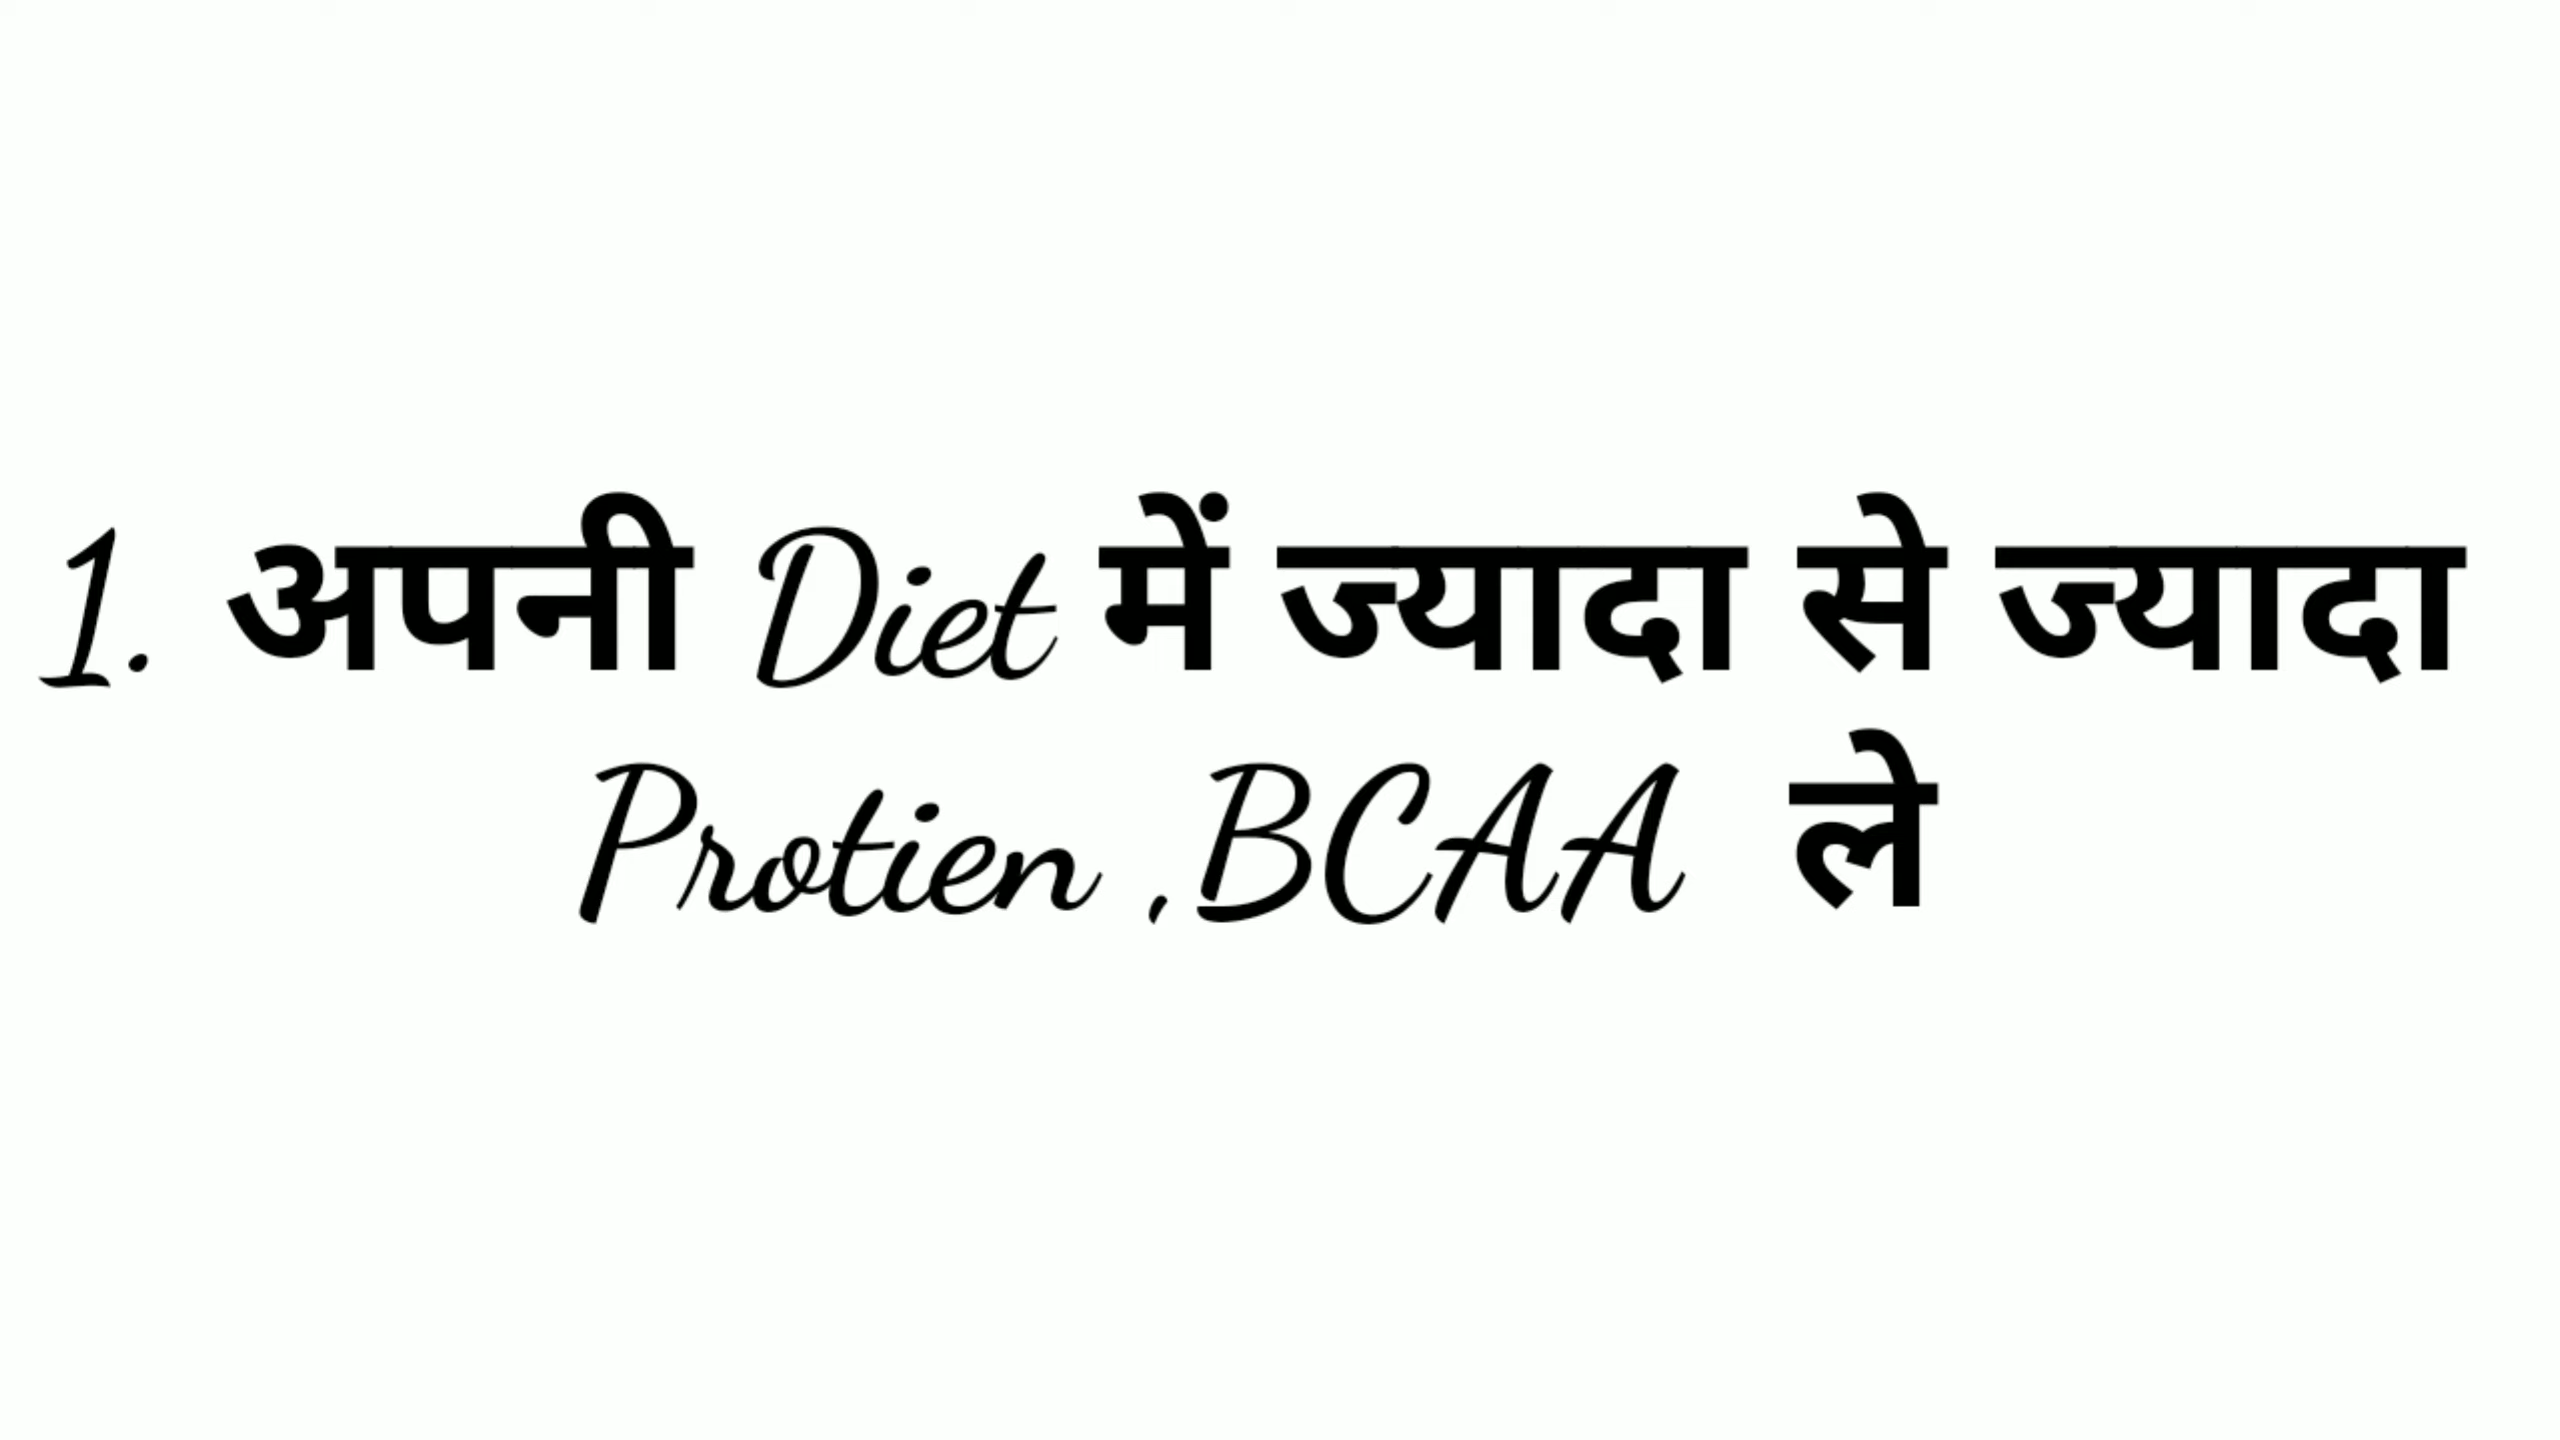 1. अपनी Diet में ज्यादा से ज्यादा
Protien ,BCAA ले